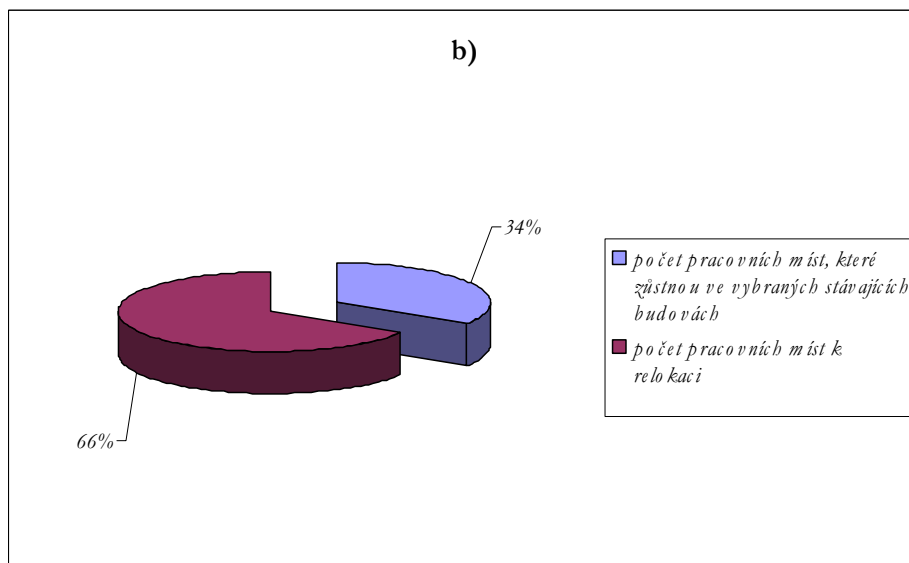 b)
34%
počet pracovních míst, které
zůstnou ve vybraných stávajících
budovách
počet pracovních míst k
relokaci
66%